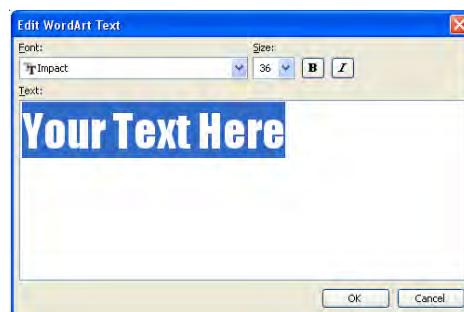 Edit WordArt Text
Font: Size:
Impact 36 B I
Text:
Your Text Here
OK Cancel